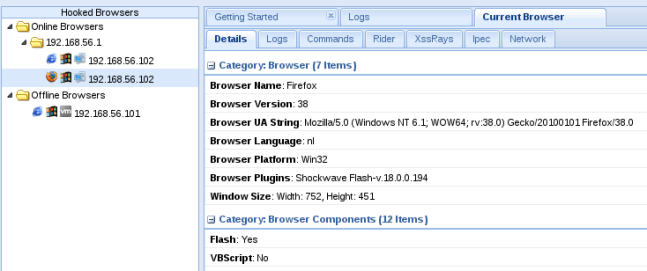 Hooked Browsers
Online Browsers
192.168.56.1
192.168.56.102
192.168.56.102
Offline Browsers
192.168.56.101
Getting Started
Logs
Current Browser
Details
Logs
Commands
Rider
XssRays
Ipec
Network
Category: Browser (7 Items)
Browser Name: Firefox
Browser Version: 38
Browser UA String: Mozilla/5.0 (Windows NT 6.1; WOW64; rv:38.0) Gecko/20100101 Firefox/38.0
Browser Language: nl
Browser Platform: Win32
Browser Plugins: Shockwave Flash-v.18.0.0.194
Window Size: Width: 752, Height: 451
Category: Browser Components (12 Items)
Flash: Yes
VBScript: No